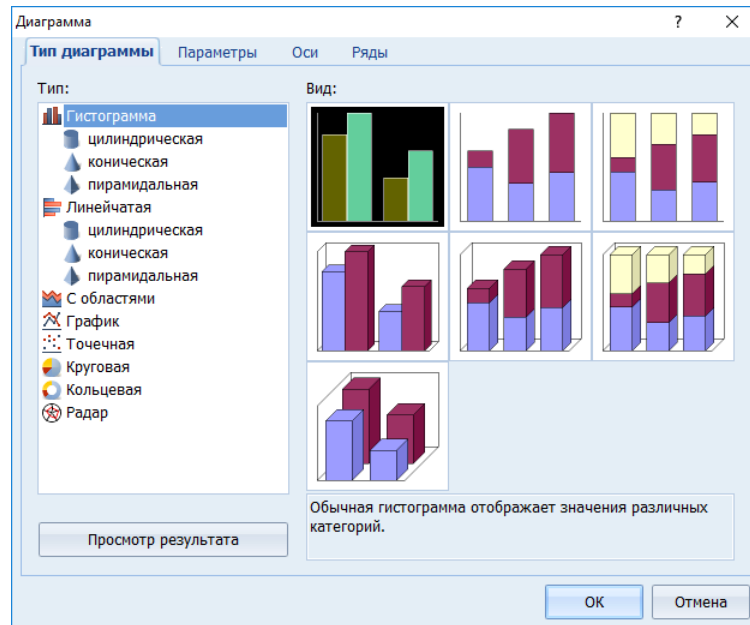 Диаграмма
Тип диаграммы Параметры Оси Ряды
Тип:
Гистограмма
цилиндрическая
коническая
пирамидальная
Линейчатая
цилиндрическая
коническая
пирамидальная
С областями
График
Точечная
Круговая
Кольцевая
Радар
Просмотр результата
Вид:
Обычная гистограмма отображает значения различных
категорий.
ОК Отмена